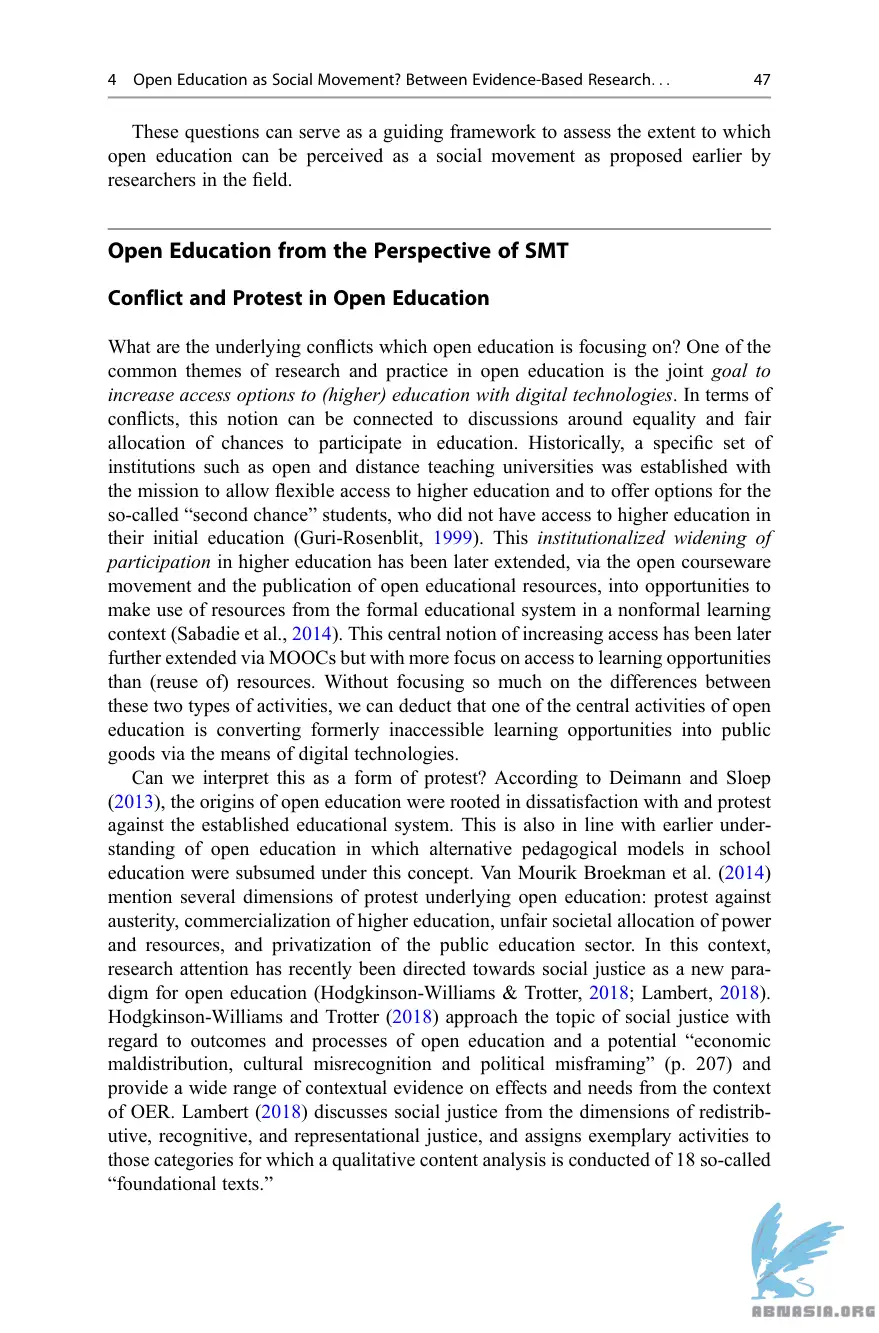 4 Open Education as Social Movement? Between Evidence-Based Research. . . 47
These questions can serve as a guiding framework to assess the extent to which
open education can be perceived as a social movement as proposed earlier by
researchers in the field.
Open Education from the Perspective of SMT
Conflict and Protest in Open Education
What are the underlying conflicts which open education is focusing on? One of the
common themes of research and practice in open education is the joint goal to
increase access options to (higher) education with digital technologies. In terms of
conflicts, this notion can be connected to discussions around equality and fair
allocation of chances to participate in education. Historically, a specific set of
institutions such as open and distance teaching universities was established with
the mission to allow flexible access to higher education and to offer options for the
so-called “second chance” students, who did not have access to higher education in
their initial education (Guri-Rosenblit, 1999). This institutionalized widening of
participation in higher education has been later extended, via the open courseware
movement and the publication of open educational resources, into opportunities to
make use of resources from the formal educational system in a nonformal learning
context (Sabadie et al., 2014). This central notion of increasing access has been later
further extended via MOOCs but with more focus on access to learning opportunities
than (reuse of) resources. Without focusing so much on the differences between
these two types of activities, we can deduct that one of the central activities of open
education is converting formerly inaccessible learning opportunities into public
goods via the means of digital technologies.
Can we interpret this as a form of protest? According to Deimann and Sloep
(2013), the origins of open education were rooted in dissatisfaction with and protest
against the established educational system. This is also in line with earlier under-
standing of open education in which alternative pedagogical models in school
education were subsumed under this concept. Van Mourik Broekman et al. (2014)
mention several dimensions of protest underlying open education: protest against
austerity, commercialization of higher education, unfair societal allocation of power
and resources, and privatization of the public education sector. In this context,
research attention has recently been directed towards social justice as a new para-
digm for open education (Hodgkinson-Williams & Trotter, 2018; Lambert, 2018).
Hodgkinson-Williams and Trotter (2018) approach the topic of social justice with
regard to outcomes and processes of open education and a potential “economic
maldistribution, cultural misrecognition and political misframing” (p. 207) and
provide a wide range of contextual evidence on effects and needs from the context
of OER. Lambert (2018) discusses social justice from the dimensions of redistrib-
utive, recognitive, and representational justice, and assigns exemplary activities to
those categories for which a qualitative content analysis is conducted of 18 so-called
“foundational texts.”
ABNASIA.ORG